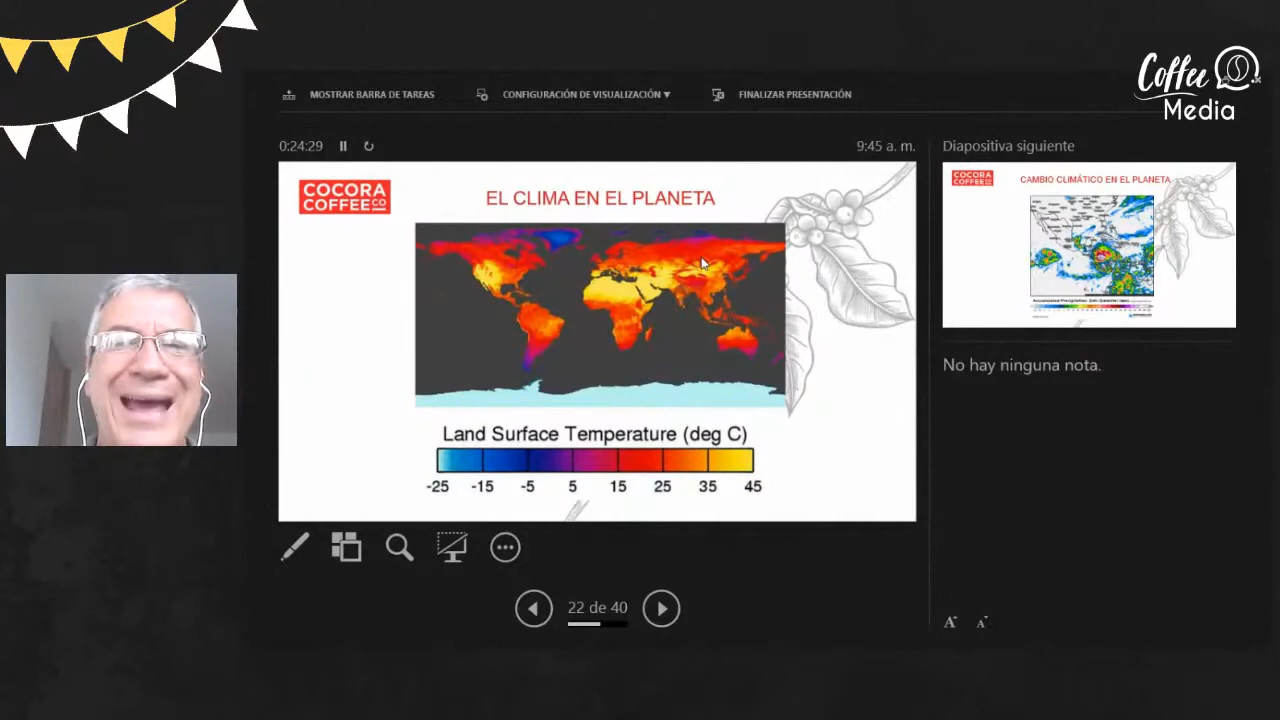 Coffee
Media
MOSTRAR BARRA DE TAREAS
CONFIGURACIÓN DE VISUALIZACIÓN ▼
FINALIZAR PRESENTACIÓN
0:24:29
9:45 a. m.
Diapositiva siguiente
COCORA
COFFEE CO
EL CLIMA EN EL PLANETA
Land Surface Temperature (deg C)
-25 -15 -5 5 15 25 35 45
COCORA
COFFEE CO
CAMBIO CLIMÁTICO EN EL PLANETA
No hay ninguna nota.
22 de 40
A A